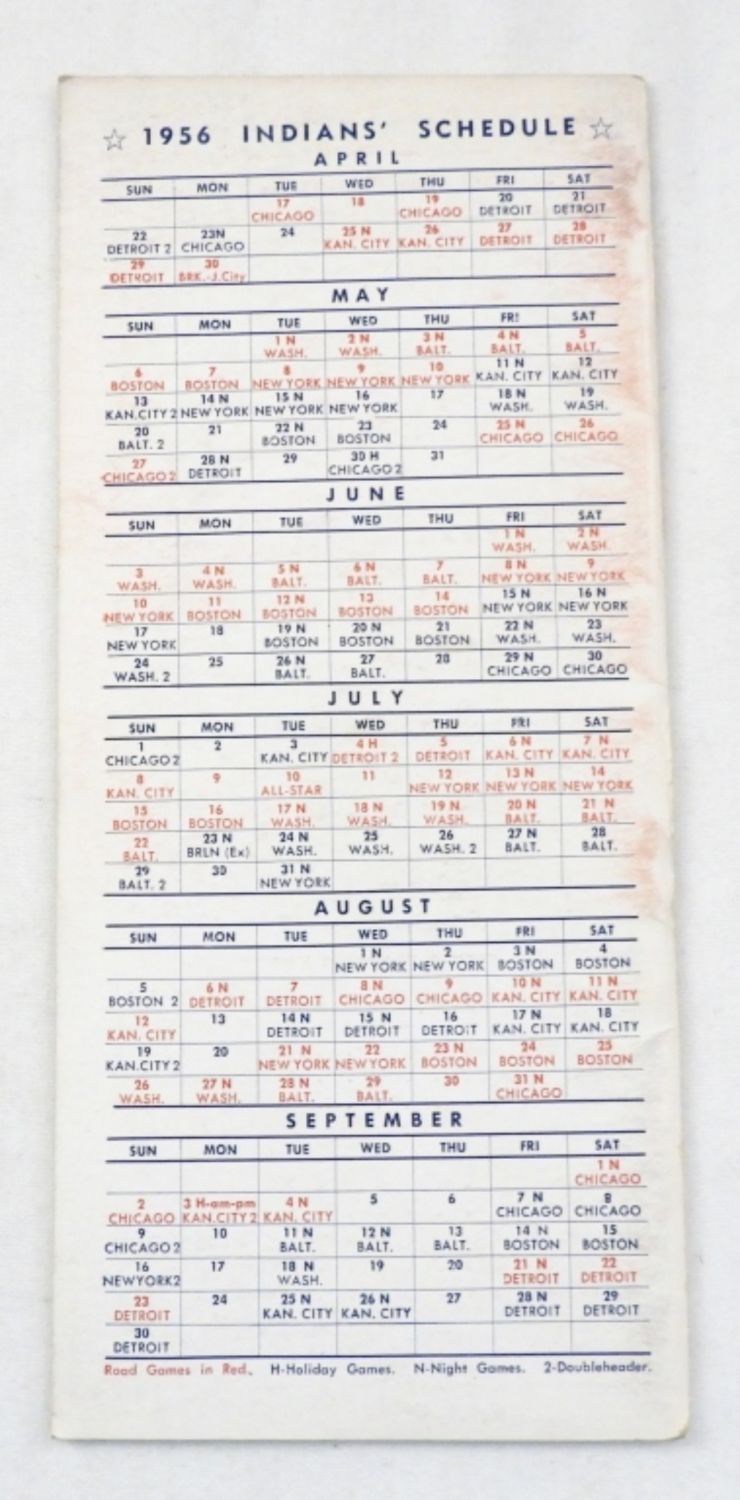 ☆ 1956 INDIANS' SCHEDULE ☆
APRIL
SUN MON TUE WED THU FRI SAT
17 18 19 20 21
CHICAGO CHICAGO DETROIT DETROIT
22 23N 24 25 N 26 27 28
DETROIT 2 CHICAGO KAN. CITY KAN. CITY DETROIT DETROIT
29 30
DETROIT BRK.-J.City
MAY
SUN MON TUE WED THU FRI SAT
1 N 2 N 3 N 4 N 5
WASH. WASH. BALT. BALT. BALT.
6 7 8 9 10 11 N 12
BOSTON BOSTON NEW YORK NEW YORK NEW YORK KAN. CITY KAN. CITY
13 14 N 15 N 16 17 18 N 19
KAN.CITY 2 NEW YORK NEW YORK NEW YORK WASH. WASH.
20 21 22 N 23 24 25 N 26
BALT. 2 BOSTON BOSTON CHICAGO CHICAGO
27 28 N 29 30 H 31
CHICAGO 2 DETROIT CHICAGO 2
JUNE
SUN MON TUE WED THU FRI SAT
1 N 2 N
WASH. WASH.
3 4 N 5 N 6 N 7 8 N 9
WASH. WASH. BALT. BALT. BALT. NEW YORK NEW YORK
10 11 12 N 13 14 15 N 16 N
NEW YORK BOSTON BOSTON BOSTON BOSTON NEW YORK NEW YORK
17 18 19 N 20 N 21 22 N 23
NEW YORK BOSTON BOSTON BOSTON WASH. WASH.
24 25 26 N 27 28 29 N 30
WASH. 2 BALT. BALT. CHICAGO CHICAGO
JULY
SUN MON TUE WED THU FRI SAT
1 2 3 4 H 5 6 N 7 N
CHICAGO 2 KAN. CITY DETROIT 2 DETROIT KAN. CITY KAN. CITY
8 9 10 11 12 13 N 14
KAN. CITY ALL-STAR NEW YORK NEW YORK NEW YORK
15 16 17 N 18 N 19 N 20 N 21 N
BOSTON BOSTON WASH. WASH. WASH. BALT. BALT.
22 23 N 24 N 25 26 27 N 28
BALT. BRLN (Ex) WASH. WASH. WASH. 2 BALT. BALT.
29 30 31 N
BALT. 2 NEW YORK
AUGUST
SUN MON TUE WED THU FRI SAT
1 N 2 3 N 4
NEW YORK NEW YORK BOSTON BOSTON
5 6 N 7 8 N 9 10 N 11 N
BOSTON 2 DETROIT DETROIT CHICAGO CHICAGO KAN. CITY KAN. CITY
12 13 14 N 15 N 16 17 N 18
KAN. CITY DETROIT DETROIT DETROIT KAN. CITY KAN. CITY
19 20 21 N 22 23 N 24 25
KAN.CITY 2 NEW YORK NEW YORK BOSTON BOSTON BOSTON
26 27 N 28 N 29 30 31 N
WASH. WASH. BALT. BALT. CHICAGO
SEPTEMBER
SUN MON TUE WED THU FRI SAT
1 N
CHICAGO
2 3 H-am-pm 4 N 5 6 7 N 8
CHICAGO KAN.CITY 2 KAN. CITY CHICAGO CHICAGO
9 10 11 N 12 N 13 14 N 15
CHICAGO 2 BALT. BALT. BALT. BOSTON BOSTON
16 17 18 N 19 20 21 N 22
NEWYORK2 WASH. DETROIT DETROIT
23 24 25 N 26 N 27 28 N 29
DETROIT KAN. CITY KAN. CITY DETROIT DETROIT
30
DETROIT
Road Games in Red. H-Holiday Games. N-Night Games. 2-Doubleheader.